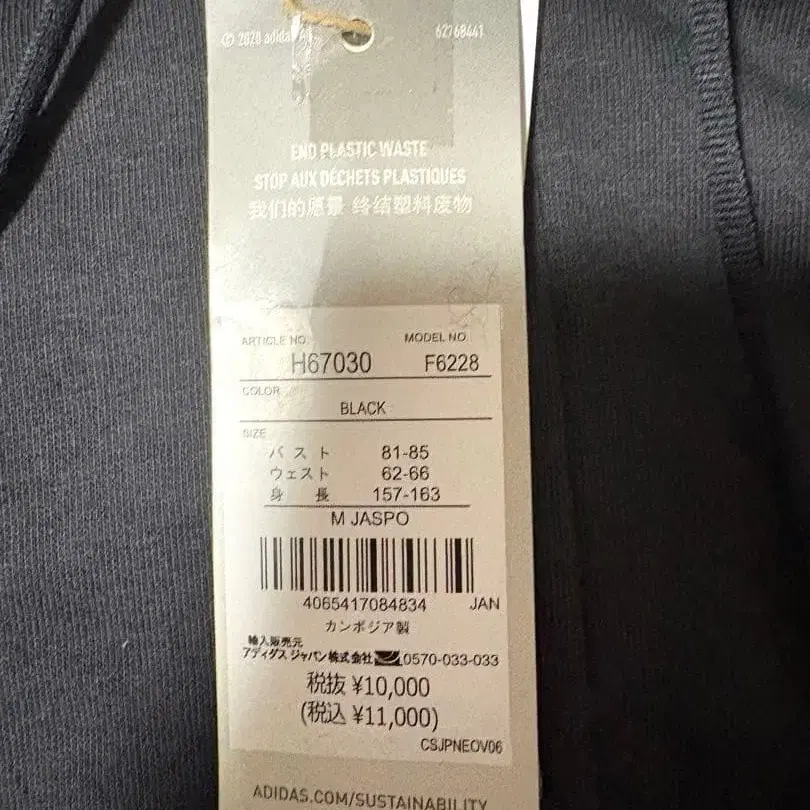 © 2020 adidas A 62768441
END PLASTIC WASTE
STOP AUX DÉCHETS PLASTIQUES
我们的愿景 终结塑料废物
ARTICLE NO. MODEL NO.
H67030 F6228
COLOR
BLACK
SIZE
バスト 81-85
ウェスト 62-66
身長 157-163
M JASPO
4065417084834 JAN
カンボジア製
輸入販売元
アディダス ジャパン株式会社 0570-033-033
税抜 ¥10,000
(税込 ¥11,000)
CSJPNEOV06
ADIDAS.COM/SUSTAINABILITY